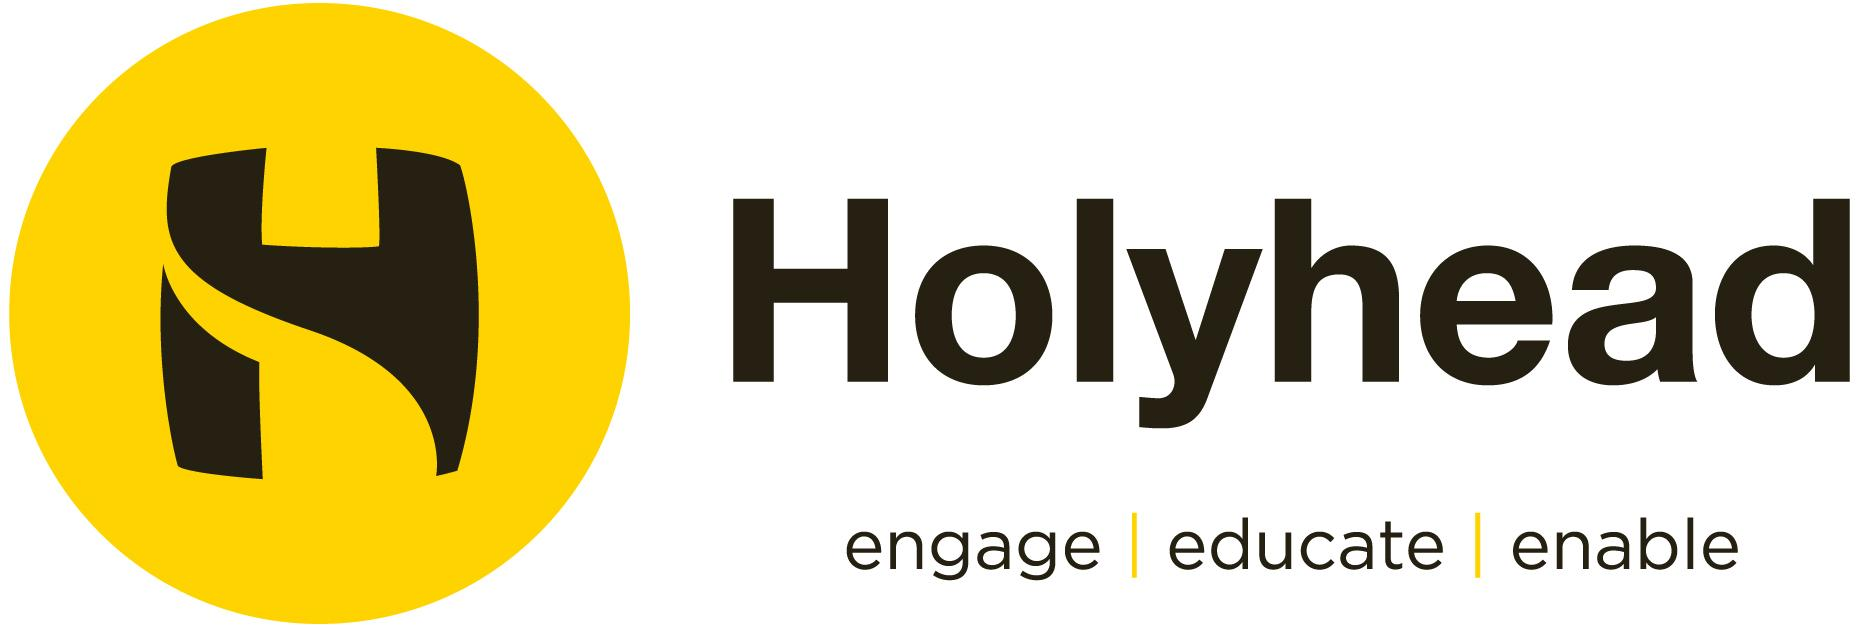 H
Holyhead
engage | educate | enable